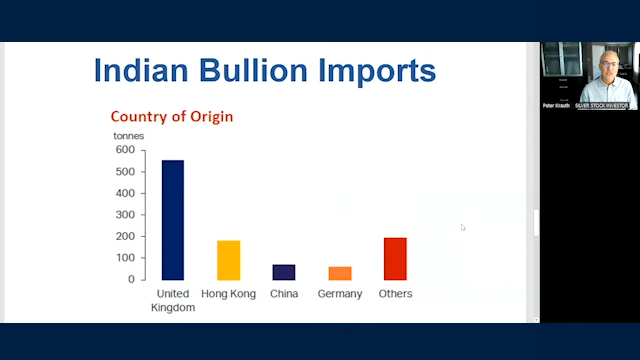 Indian Bullion Imports
Country of Origin
tonnes
600
500
400
300
200
100
0
United Kingdom
Hong Kong
China
Germany
Others
Peter Krauth
SILVER STOCK INVESTOR